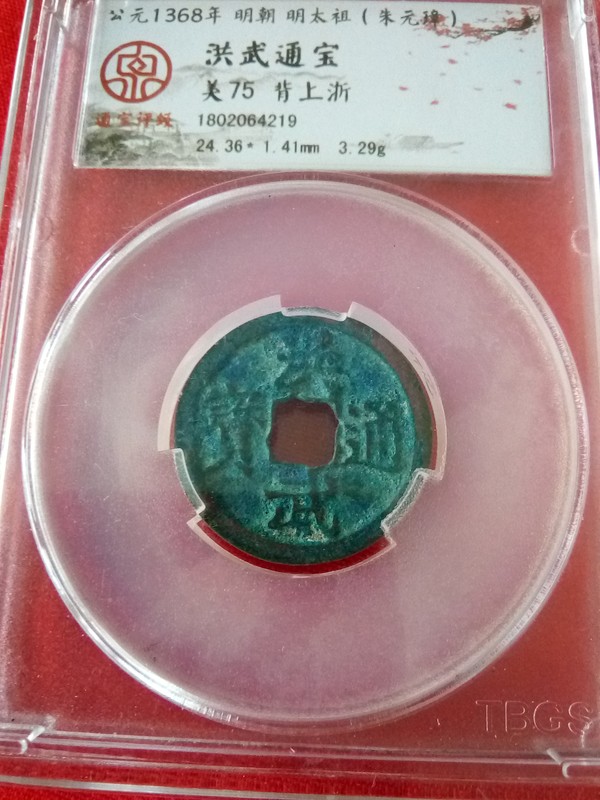 公元1368年 明朝 明太祖（朱元璋）
洪武通宝
美75 背上浙
通宝评级
1802064219
24.36*1.41mm 3.29g
洪武通寶
TBGS